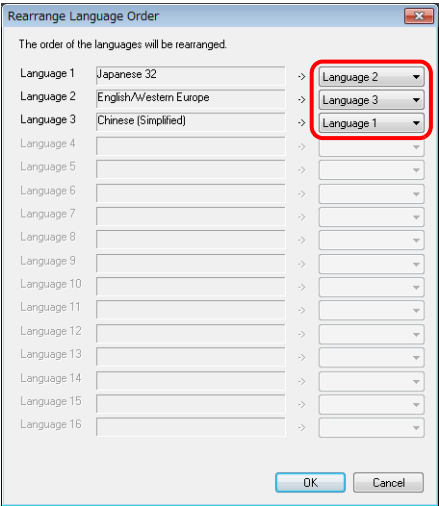 Rearrange Language Order
The order of the languages will be rearranged.
Language 1 Japanese 32 -> Language 2
Language 2 English/Western Europe -> Language 3
Language 3 Chinese (Simplified) -> Language 1
Language 4 ->
Language 5 ->
Language 6 ->
Language 7 ->
Language 8 ->
Language 9 ->
Language 10 ->
Language 11 ->
Language 12 ->
Language 13 ->
Language 14 ->
Language 15 ->
Language 16 ->
OK Cancel